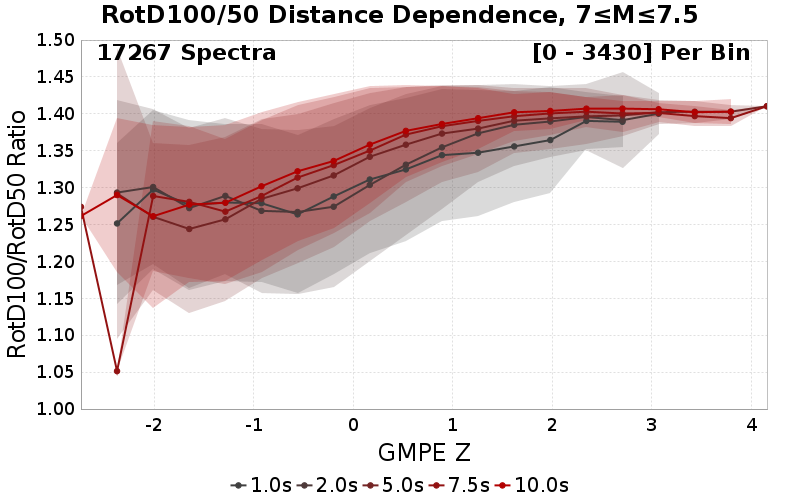 RotD100/50 Distance Dependence, 7≤M≤7.5
17267 Spectra
[0 - 3430] Per Bin
RotD100/RotD50 Ratio
1.50
1.45
1.40
1.35
1.30
1.25
1.20
1.15
1.10
1.05
1.00
-2 -1 0 1 2 3 4
GMPE Z
1.0s 2.0s 5.0s 7.5s 10.0s